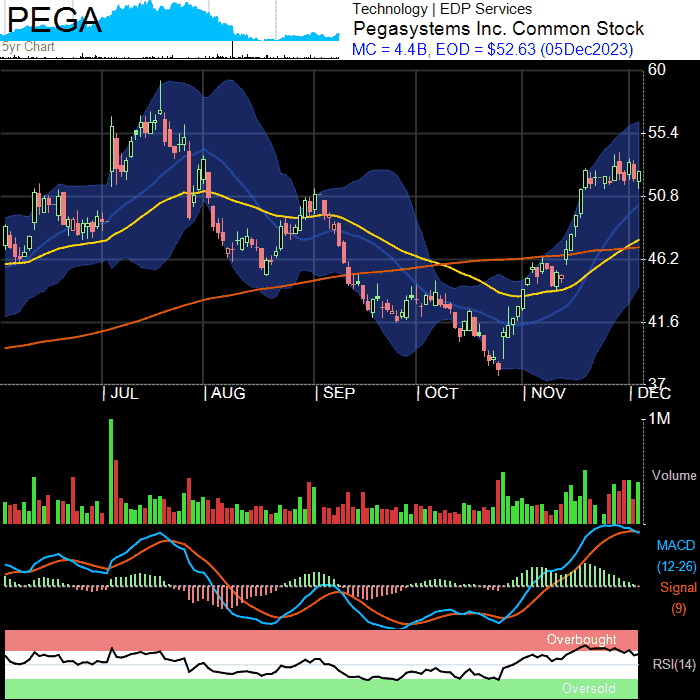 PEGA
5yr Chart
Technology | EDP Services
Pegasystems Inc. Common Stock
MC = 4.4B, EOD = $52.63 (05Dec2023)
60
55.4
50.8
46.2
41.6
37
|JUL |AUG |SEP |OCT |NOV |DEC
1M
Volume
MACD
(12-26)
Signal
(9)
Overbought
RSI(14)
Oversold